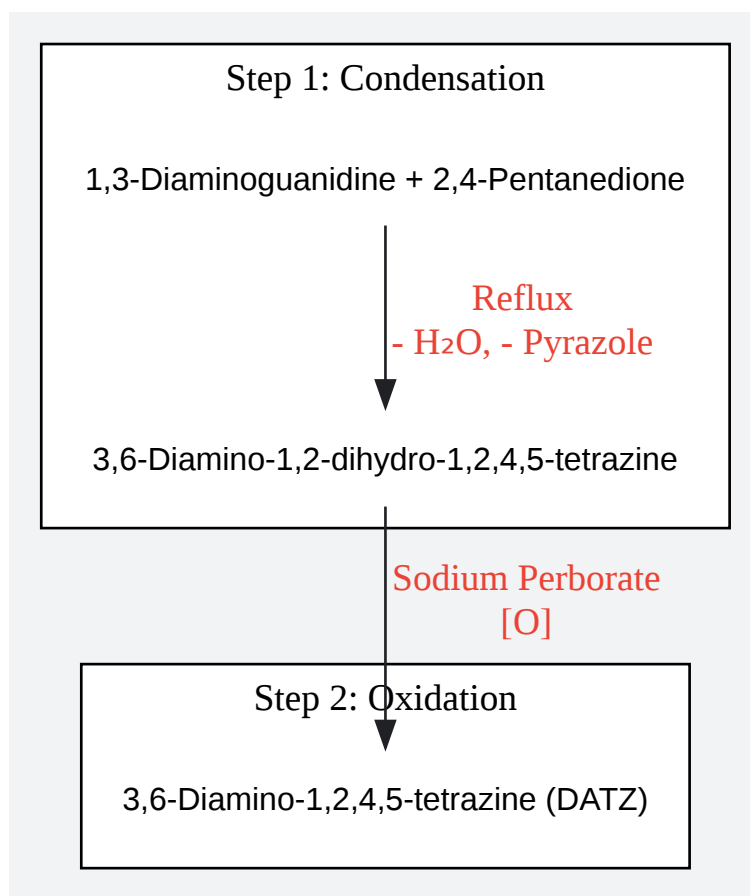 Step 1: Condensation
1,3-Diaminoguanidine + 2,4-Pentanedione
Reflux
- H₂O, - Pyrazole
3,6-Diamino-1,2-dihydro-1,2,4,5-tetrazine
Sodium Perborate
[O]
Step 2: Oxidation
3,6-Diamino-1,2,4,5-tetrazine (DATZ)